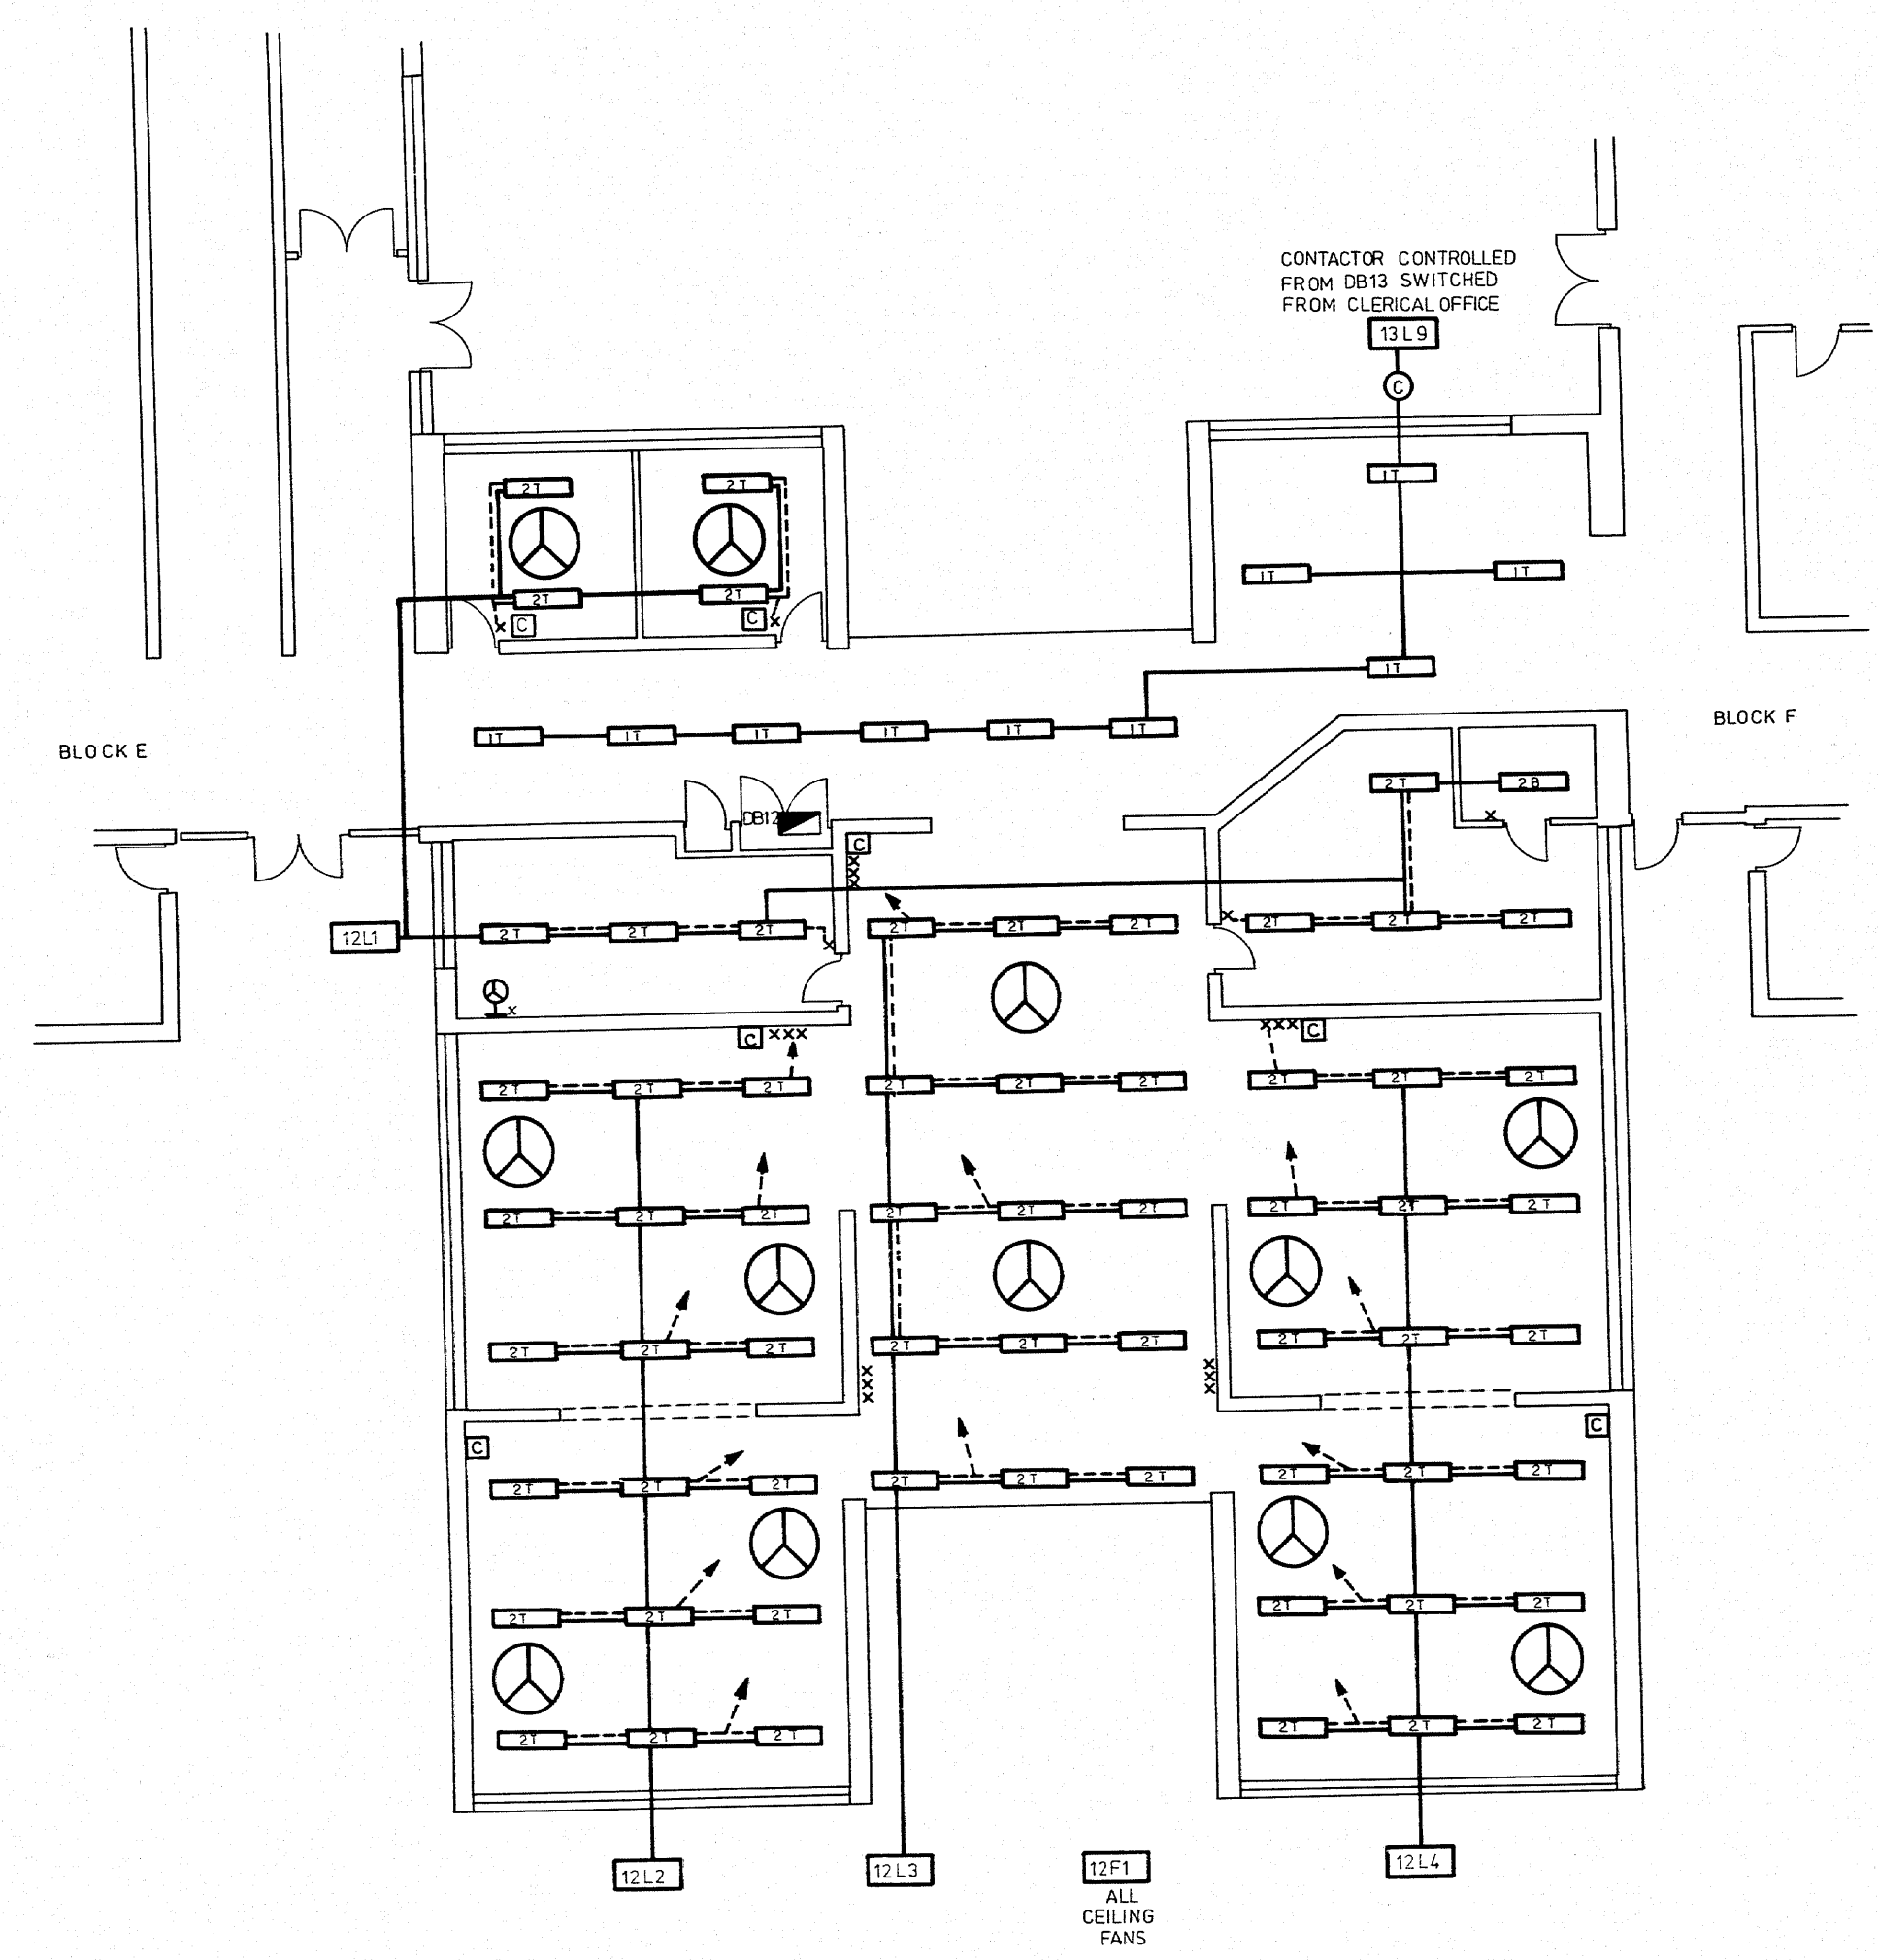 CONTACTOR CONTROLLED
FROM DB13 SWITCHED
FROM CLERICAL OFFICE
13L9
C
1T
2T 2T
1T 1T
2T 2T
C C
1T
BLOCK E
BLOCK F
1T 1T 1T 1T 1T 1T
2T 2B
DB12
C
12L1
2T 2T 2T 2T 2T 2T 2T 2T 2T
C C
2T 2T 2T 2T 2T 2T 2T 2T 2T
2T 2T 2T 2T 2T 2T 2T 2T 2T
2T 2T 2T 2T 2T 2T 2T 2T 2T
C C
2T 2T 2T 2T 2T 2T 2T 2T 2T
2T 2T 2T 2T 2T 2T
2T 2T 2T 2T 2T 2T
12L2 12L3 12F1 12L4
ALL
CEILING
FANS